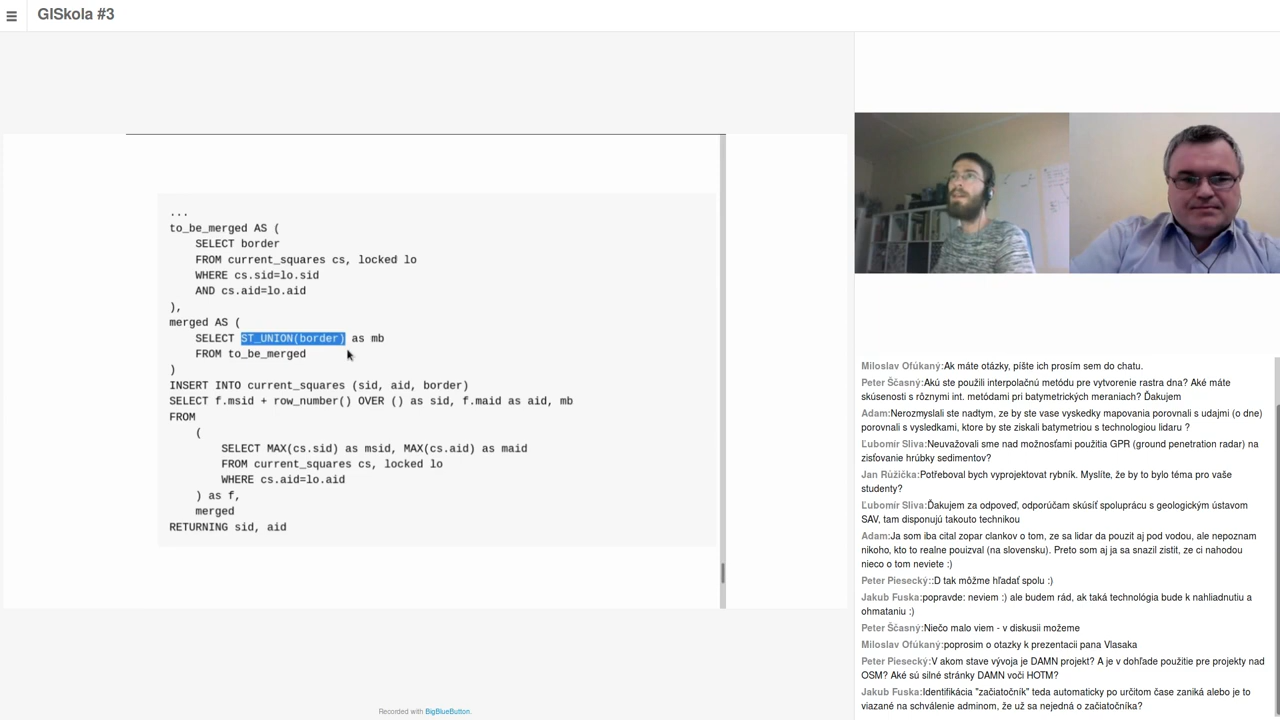 GISkola #3
...
to_be_merged AS (
SELECT border
FROM current_squares cs, locked lo
WHERE cs.sid=lo.sid
AND cs.aid=lo.aid
),
merged AS (
SELECT ST_UNION(border) as mb
FROM to_be_merged
)
INSERT INTO current_squares (sid, aid, border)
SELECT f.msid + row_number() OVER () as sid, f.maid as aid, mb
FROM
(
SELECT MAX(cs.sid) as msid, MAX(cs.aid) as maid
FROM current_squares cs, locked lo
WHERE cs.aid=lo.aid
) as f,
merged
RETURNING sid, aid
Miloslav Ofúkaný:Ak máte otázky, píšte ich prosím sem do chatu.
Peter Ščasný:Akú ste použili interpolačnú metódu pre vytvorenie rastra dna? Aké máte
skúsenosti s rôznymi int. metódami pri batymetrických meraniach? Ďakujem
Adam:Nerozmyslali ste nadtym, ze by ste vase vyskedky mapovania porovnali s udajmi (o dne)
porovnali s vysledkami, ktore by ste ziskali batymetriou s technologiou lidaru ?
Ľubomír Sliva:Neuvažovali sme nad možnosťami použitia GPR (ground penetration radar) na
zisťovanie hrúbky sedimentov?
Jan Růžička:Potřeboval bych vyprojektovat rybník. Myslíte, že by to bylo téma pro vaše
studenty?
Ľubomír Sliva:Ďakujem za odpoveď, odporúčam skúsiť spoluprácu s geologickým ústavom
SAV, tam disponujú takouto technikou
Adam:Ja som iba cital zopar clankov o tom, ze sa lidar da pouzit aj pod vodou, ale nepoznam
nikoho, kto to realne pouizval (na slovensku). Preto som aj ja sa snazil zistit, ze ci nahodou
nieco o tom neviete :)
Peter Piesecký::D tak môžme hľadať spolu :)
Jakub Fuska:popravde: neviem :) ale budem rád, ak taká technológia bude k nahliadnutiu a
ohmataniu :)
Peter Ščasný:Niečo malo viem - v diskusii možeme
Miloslav Ofúkaný:poprosim o otazky k prezentacii pana Vlasaka
Peter Piesecký:V akom stave vývoja je DAMN projekt? A je v dohľade použitie pre projekty nad
OSM? Aké sú silné stránky DAMN voči HOTM?
Jakub Fuska:Identifikácia "začiatočník" teda automaticky po určitom čase zaniká alebo je to
viazané na schválenie adminom, že už sa nejedná o začiatočníka?
Recorded with BigBlueButton.